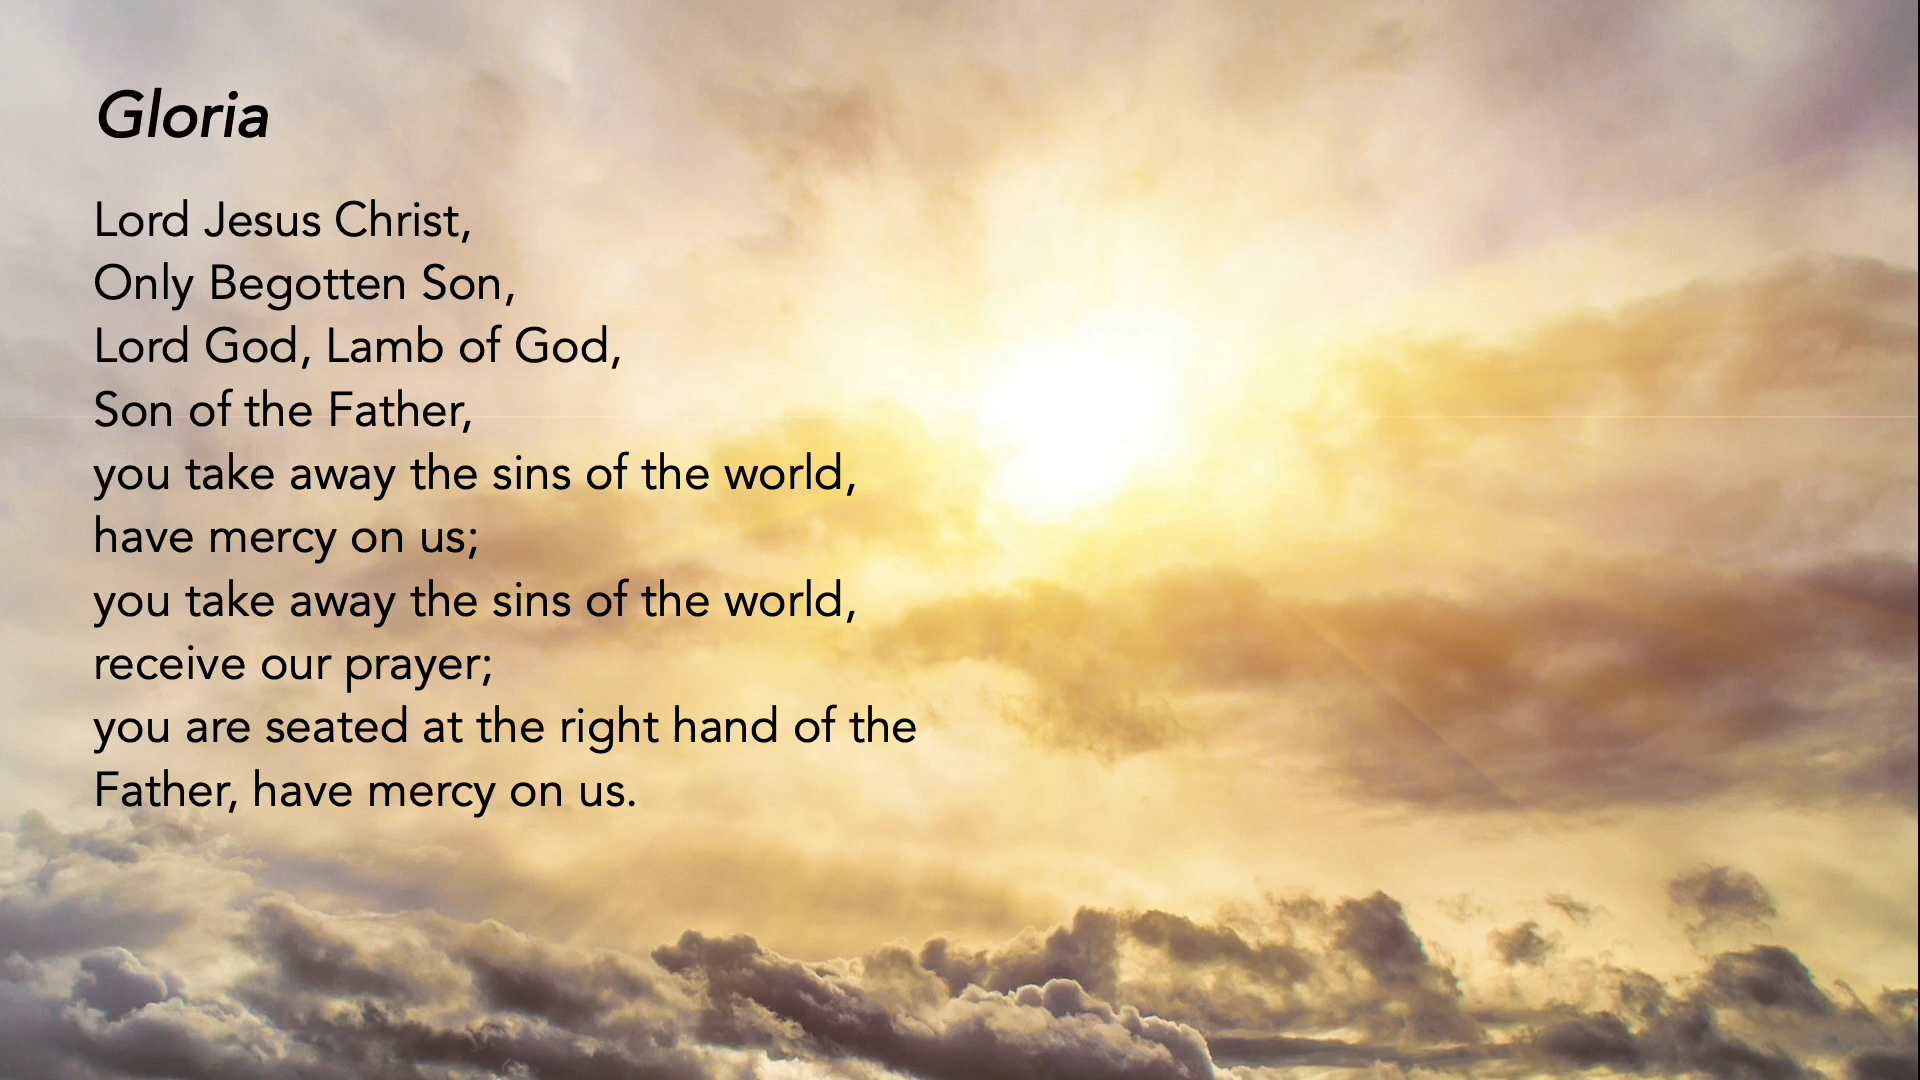 Gloria
Lord Jesus Christ,
Only Begotten Son,
Lord God, Lamb of God,
Son of the Father,
you take away the sins of the world,
have mercy on us;
you take away the sins of the world,
receive our prayer;
you are seated at the right hand of the
Father, have mercy on us.